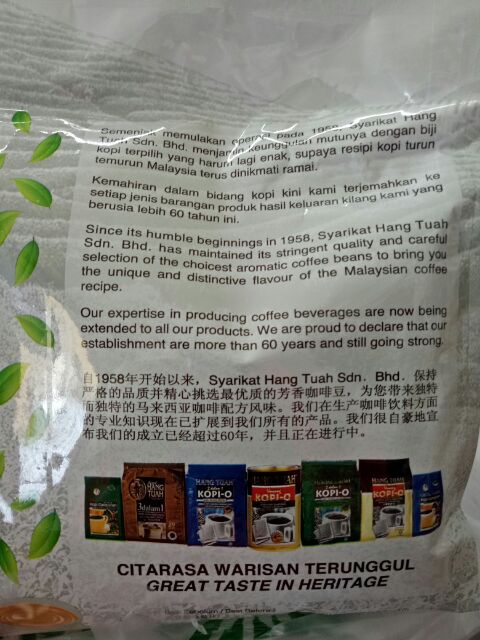 Semenjak memulakan operasi pada 1958, Syarikat Hang
Tuah Sdn. Bhd. menjamin keunggulan mutunya dengan biji
kopi terpilih yang harum lagi enak, supaya resipi kopi turun
temurun Malaysia terus dinikmati ramai.
Kemahiran dalam bidang kopi kini kami terjemahkan ke
setiap jenis barangan produk hasil keluaran kilang kami yang
berusia lebih 60 tahun ini.
Since its humble beginnings in 1958, Syarikat Hang Tuah
Sdn. Bhd. has maintained its stringent quality and careful
selection of the choicest aromatic coffee beans to bring you
the unique and distinctive flavour of the Malaysian coffee
recipe.
Our expertise in producing coffee beverages are now being
extended to all our products. We are proud to declare that our
establishment are more than 60 years and still going strong.
自1958年开始以来，Syarikat Hang Tuah Sdn. Bhd. 保持
严格的品质并精心挑选最优质的芳香咖啡豆，为您带来独特
而独特的马来西亚咖啡配方风味。我们在生产咖啡饮料方面
的专业知识现在已扩展到我们所有的产品。我们很自豪地宣
布我们的成立已经超过60年，并且正在进行中。
HANG TUAH
3dalam1
HANG TUAH
KOPI-O
KOPI-O
KOPI-O
HANG TUAH
KOPI-O
CITARASA WARISAN TERUNGGUL
GREAT TASTE IN HERITAGE